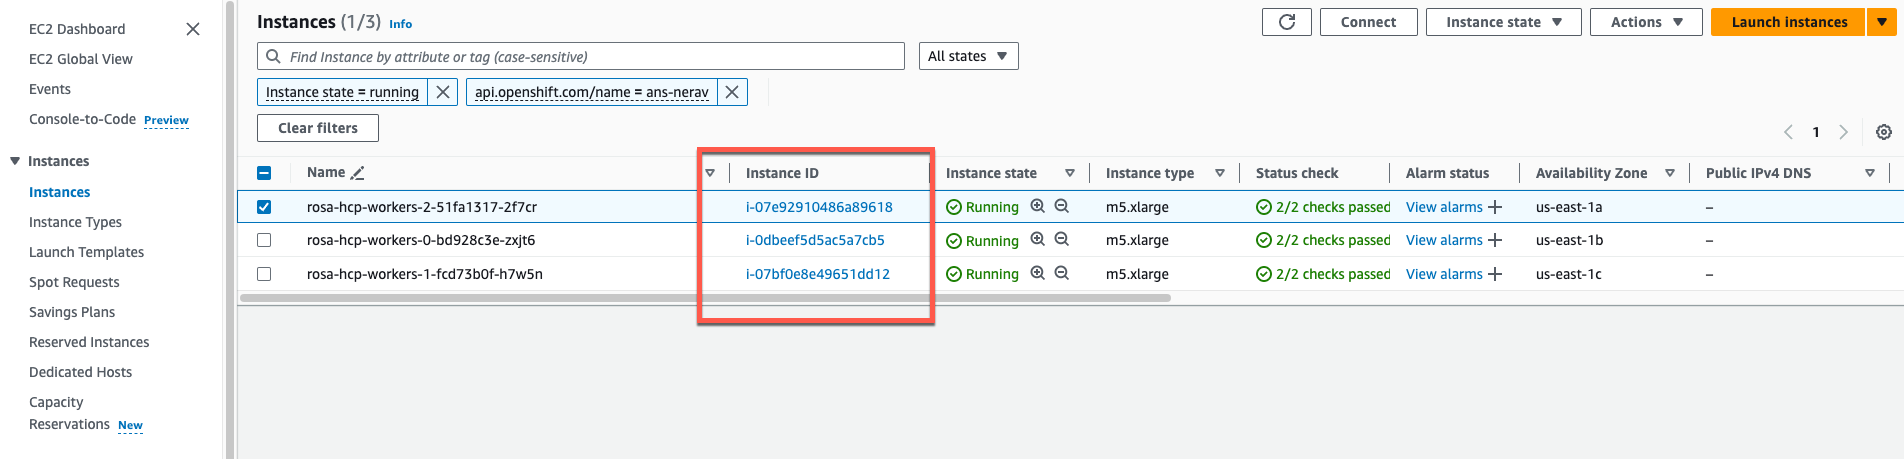 EC2 Dashboard
EC2 Global View
Events
Console-to-Code Preview
Instances
Instances
Instance Types
Launch Templates
Spot Requests
Savings Plans
Reserved Instances
Dedicated Hosts
Capacity
Reservations New
Instances (1/3) Info
Connect Instance state Actions Launch instances
Find Instance by attribute or tag (case-sensitive) All states
Instance state = running api.openshift.com/name = ans-nerav
Clear filters
1
Name Instance ID Instance state Instance type Status check Alarm status Availability Zone Public IPv4 DNS
rosa-hcp-workers-2-51fa1317-2f7cr i-07e92910486a89618 Running m5.xlarge 2/2 checks passed View alarms + us-east-1a –
rosa-hcp-workers-0-bd928c3e-zxjt6 i-0dbeef5d5ac5a7cb5 Running m5.xlarge 2/2 checks passed View alarms + us-east-1b –
rosa-hcp-workers-1-fcd73b0f-h7w5n i-07bf0e8e49651dd12 Running m5.xlarge 2/2 checks passed View alarms + us-east-1c –